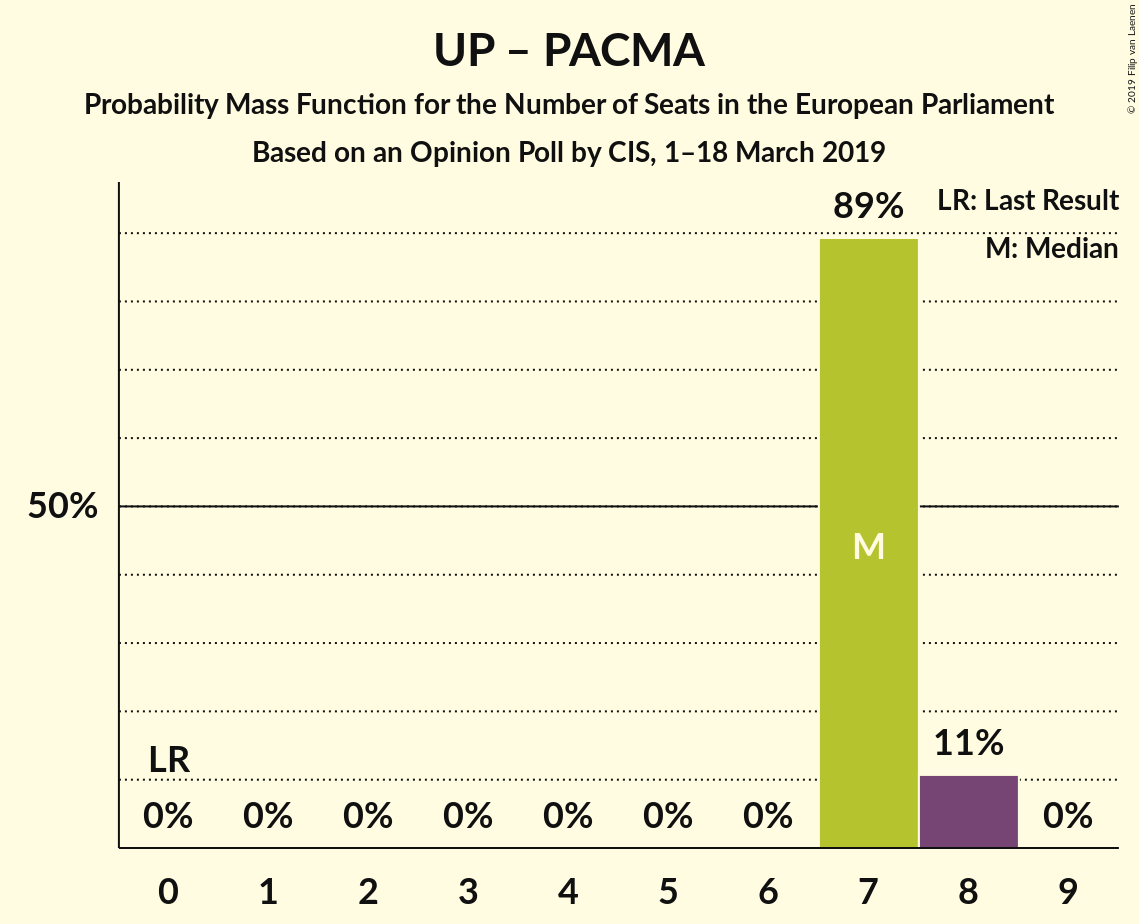 UP – PACMA
Probability Mass Function for the Number of Seats in the European Parliament
Based on an Opinion Poll by CIS, 1–18 March 2019
© 2019 Filip van Laenen
LR: Last Result
M: Median
89%
50%
M
11%
LR
0% 0% 0% 0% 0% 0% 0% 0%
0 1 2 3 4 5 6 7 8 9